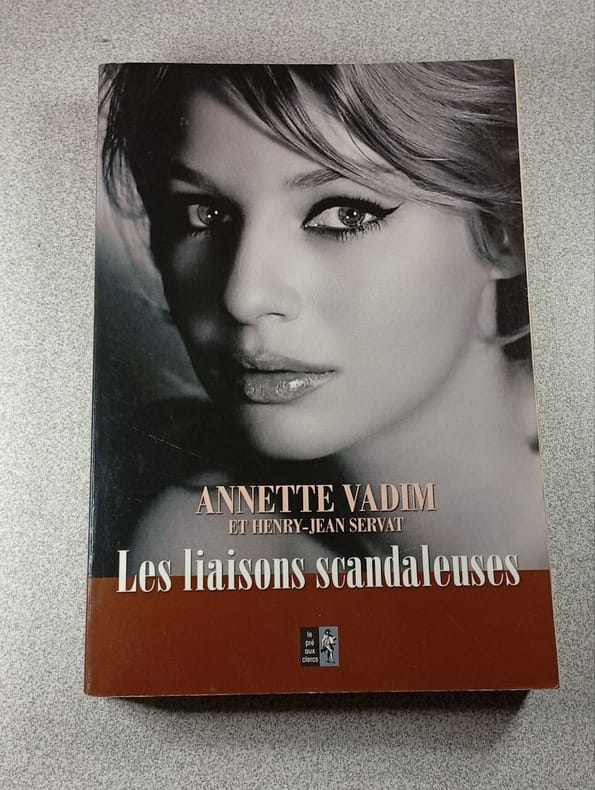 ANNETTE VADIM
ET HENRY-JEAN SERVAT
Les liaisons scandaleuses
le
pré
aux
clercs